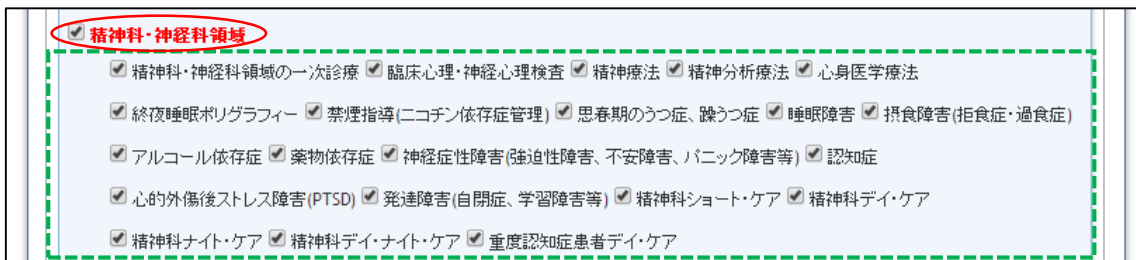 精神科・神経科領域
精神科・神経科領域の一次診療 臨床心理・神経心理検査 精神療法 精神分析療法 心身医学療法
終夜睡眠ポリグラフィー 禁煙指導(ニコチン依存症管理) 思春期のうつ症、躁うつ症 睡眠障害 摂食障害(拒食症・過食症)
アルコール依存症 薬物依存症 神経症性障害(強迫性障害、不安障害、パニック障害等) 認知症
心的外傷後ストレス障害(PTSD) 発達障害(自閉症、学習障害等) 精神科ショート・ケア 精神科デイ・ケア
精神科ナイト・ケア 精神科デイ・ナイト・ケア 重度認知症患者デイ・ケア